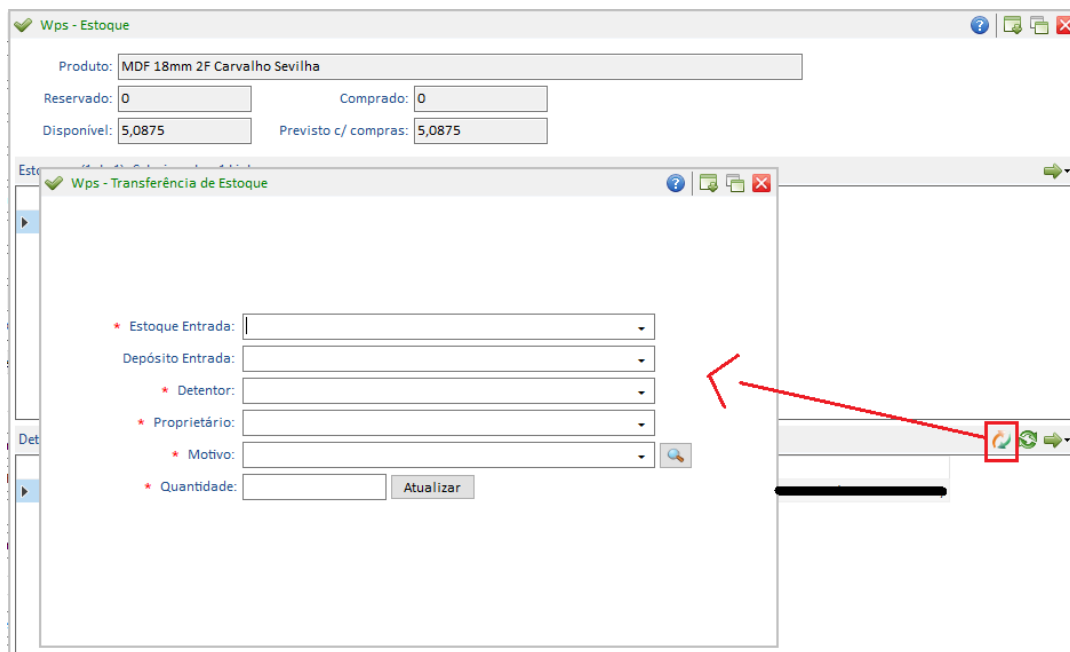 Wps - Estoque
Produto: MDF 18mm 2F Carvalho Sevilha
Reservado: 0 Comprado: 0
Disponível: 5,0875 Previsto c/ compras: 5,0875
Wps - Transferência de Estoque
* Estoque Entrada:
Depósito Entrada:
* Detentor:
* Proprietário:
* Motivo:
* Quantidade: Atualizar